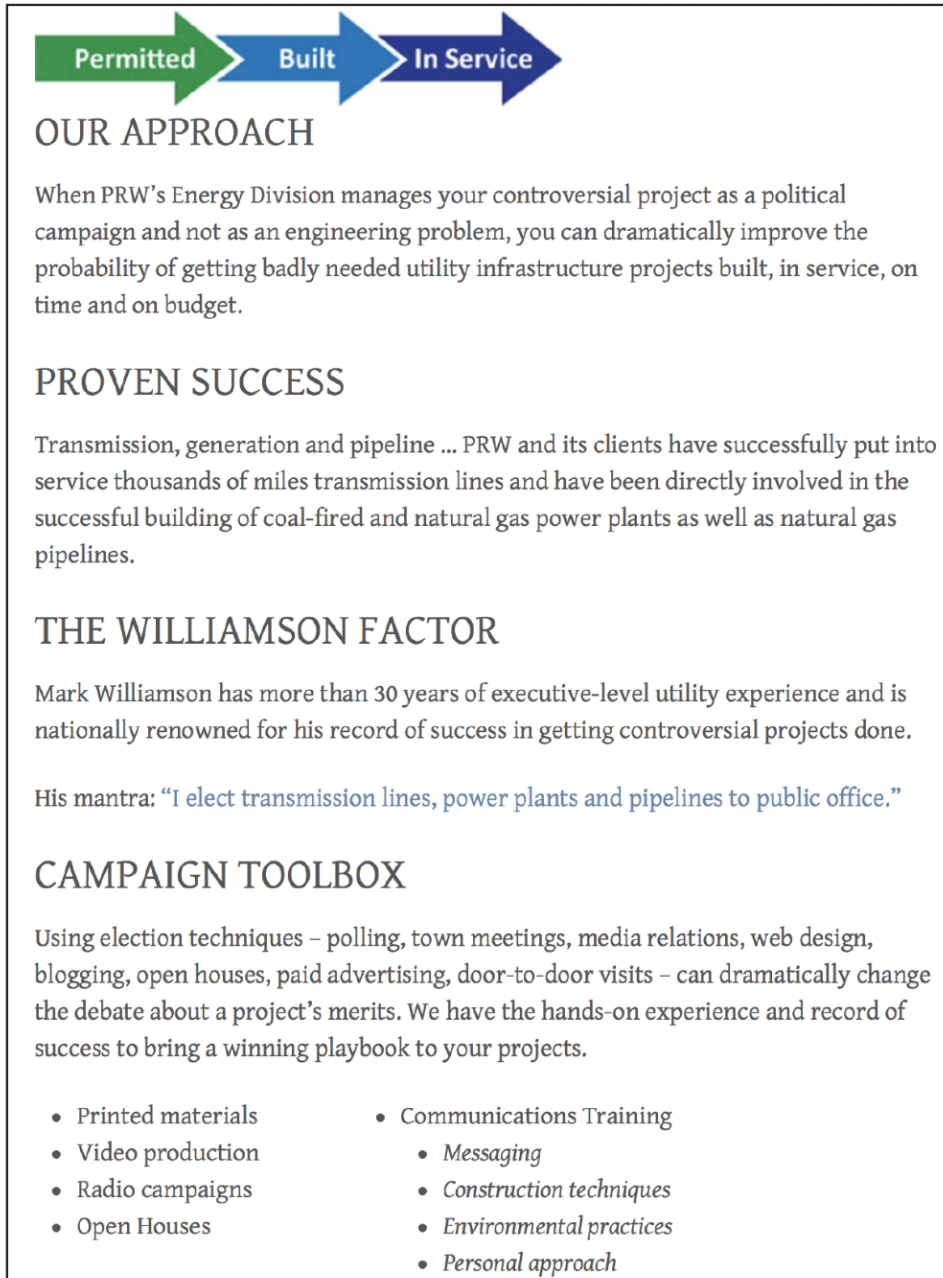 Permitted Built In Service
OUR APPROACH
When PRW's Energy Division manages your controversial project as a political
campaign and not as an engineering problem, you can dramatically improve the
probability of getting badly needed utility infrastructure projects built, in service, on
time and on budget.
PROVEN SUCCESS
Transmission, generation and pipeline ... PRW and its clients have successfully put into
service thousands of miles transmission lines and have been directly involved in the
successful building of coal-fired and natural gas power plants as well as natural gas
pipelines.
THE WILLIAMSON FACTOR
Mark Williamson has more than 30 years of executive-level utility experience and is
nationally renowned for his record of success in getting controversial projects done.
His mantra: “I elect transmission lines, power plants and pipelines to public office.”
CAMPAIGN TOOLBOX
Using election techniques – polling, town meetings, media relations, web design,
blogging, open houses, paid advertising, door-to-door visits – can dramatically change
the debate about a project's merits. We have the hands-on experience and record of
success to bring a winning playbook to your projects.
• Printed materials
• Video production
• Radio campaigns
• Open Houses
• Communications Training
• Messaging
• Construction techniques
• Environmental practices
• Personal approach